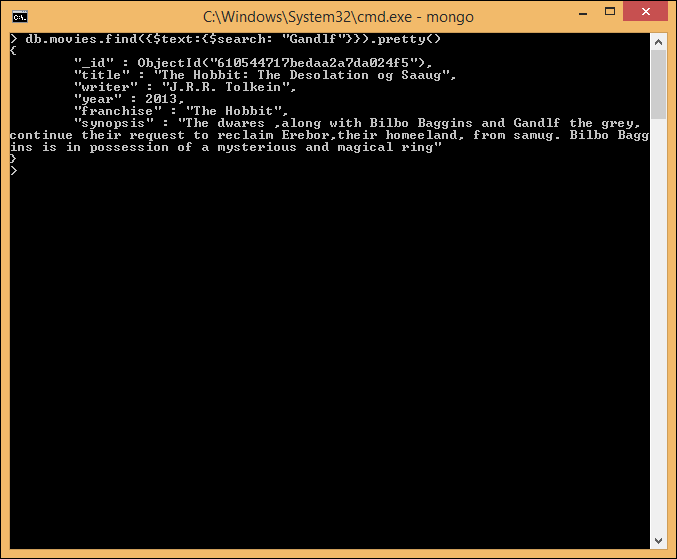 C:\Windows\System32\cmd.exe - mongo
> db.movies.find({$text:{$search: "Gandlf"}}).pretty()
{
"_id" : ObjectId("610544717bedaa2a7da024f5"),
"title" : "The Hobbit: The Desolation og Saaug",
"writer" : "J.R.R. Tolkein",
"year" : 2013,
"franchise" : "The Hobbit",
"synopsis" : "The dwares ,along with Bilbo Baggins and Gandlf the grey,
continue their request to reclaim Erebor,their homeeland, from samug. Bilbo Bagg
ins is in possession of a mysterious and magical ring"
}
>